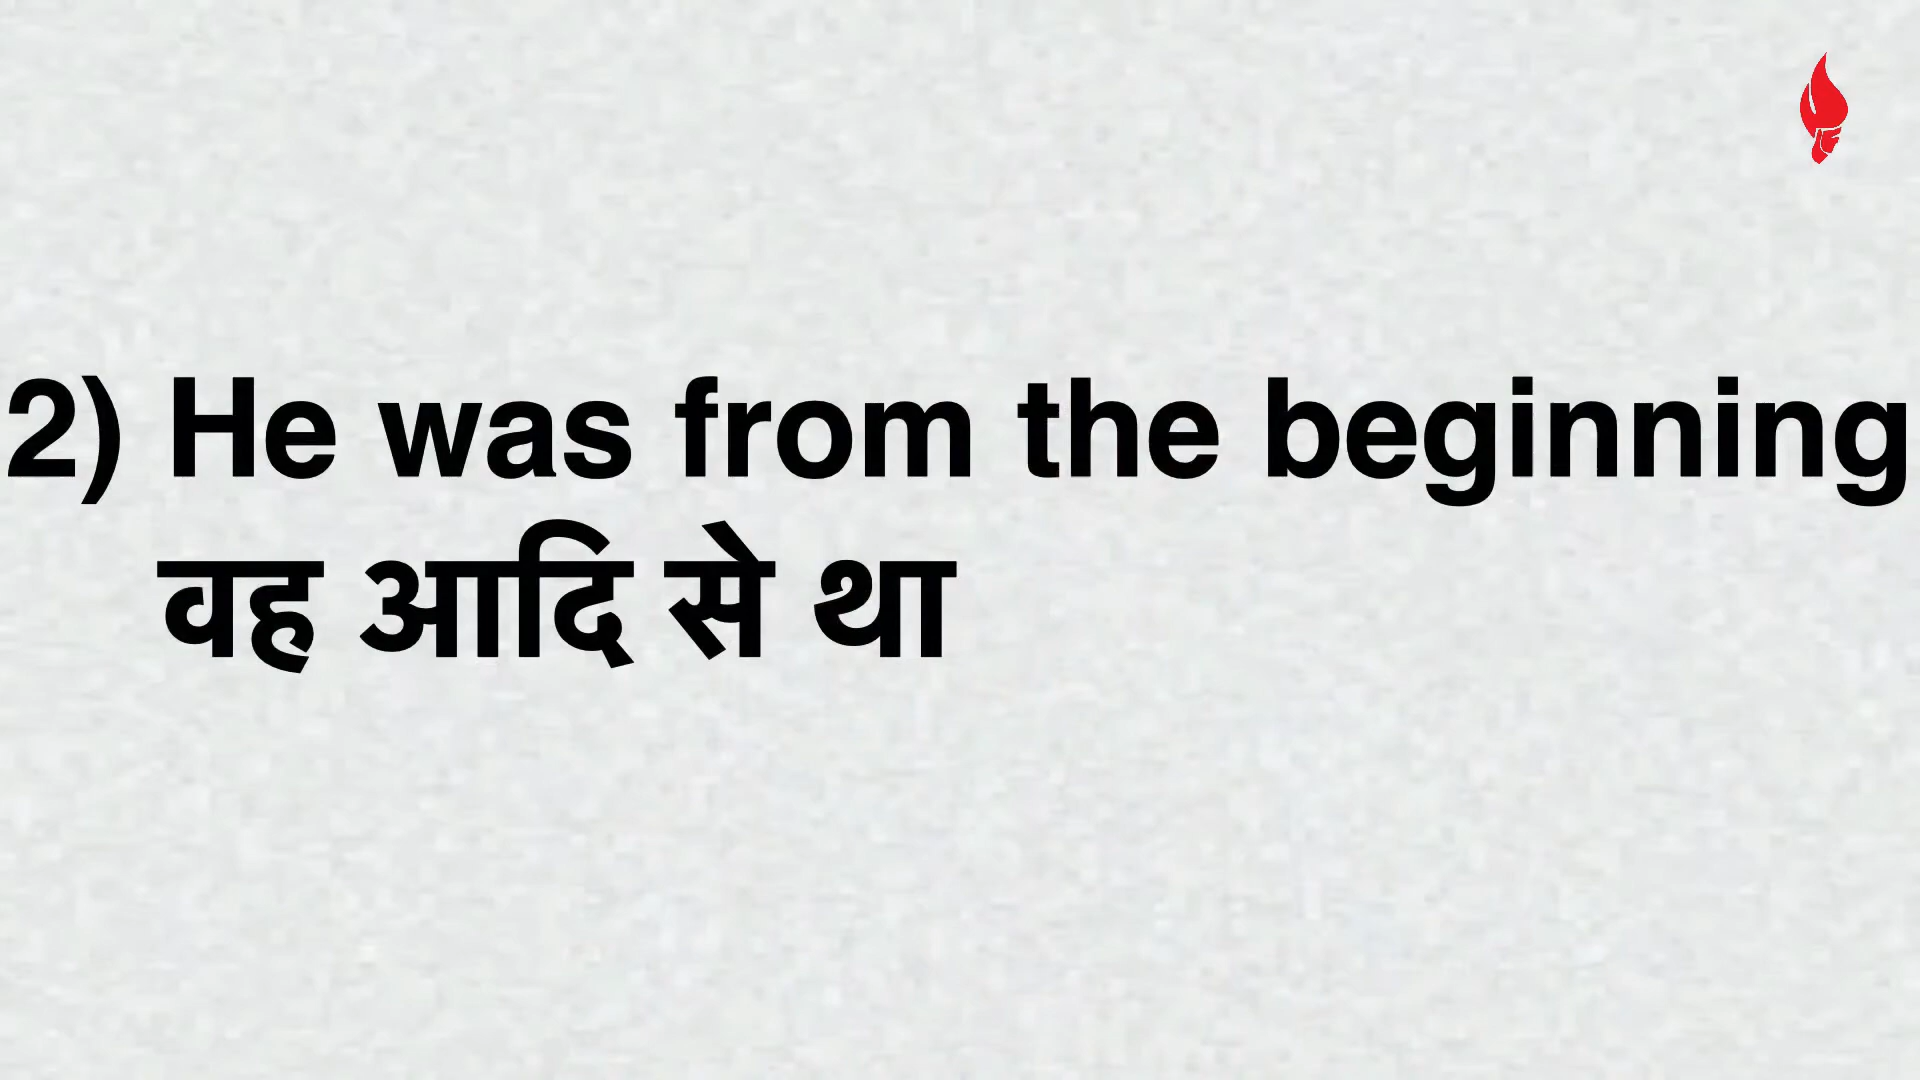 2) He was from the beginning
वह आदि से था